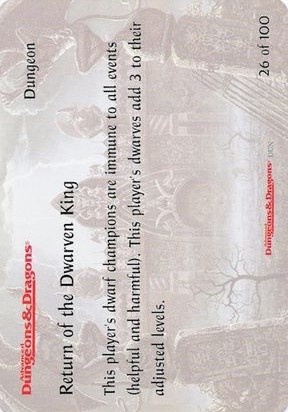 Advanced
Dungeons&Dragons®
Dungeon
Return of the Dwarven King
This player's dwarf champions are immune to all events
(helpful and harmful). This player's dwarves add 3 to their
adjusted levels.
Advanced
Dungeons&Dragons®
DUN
26 of 100